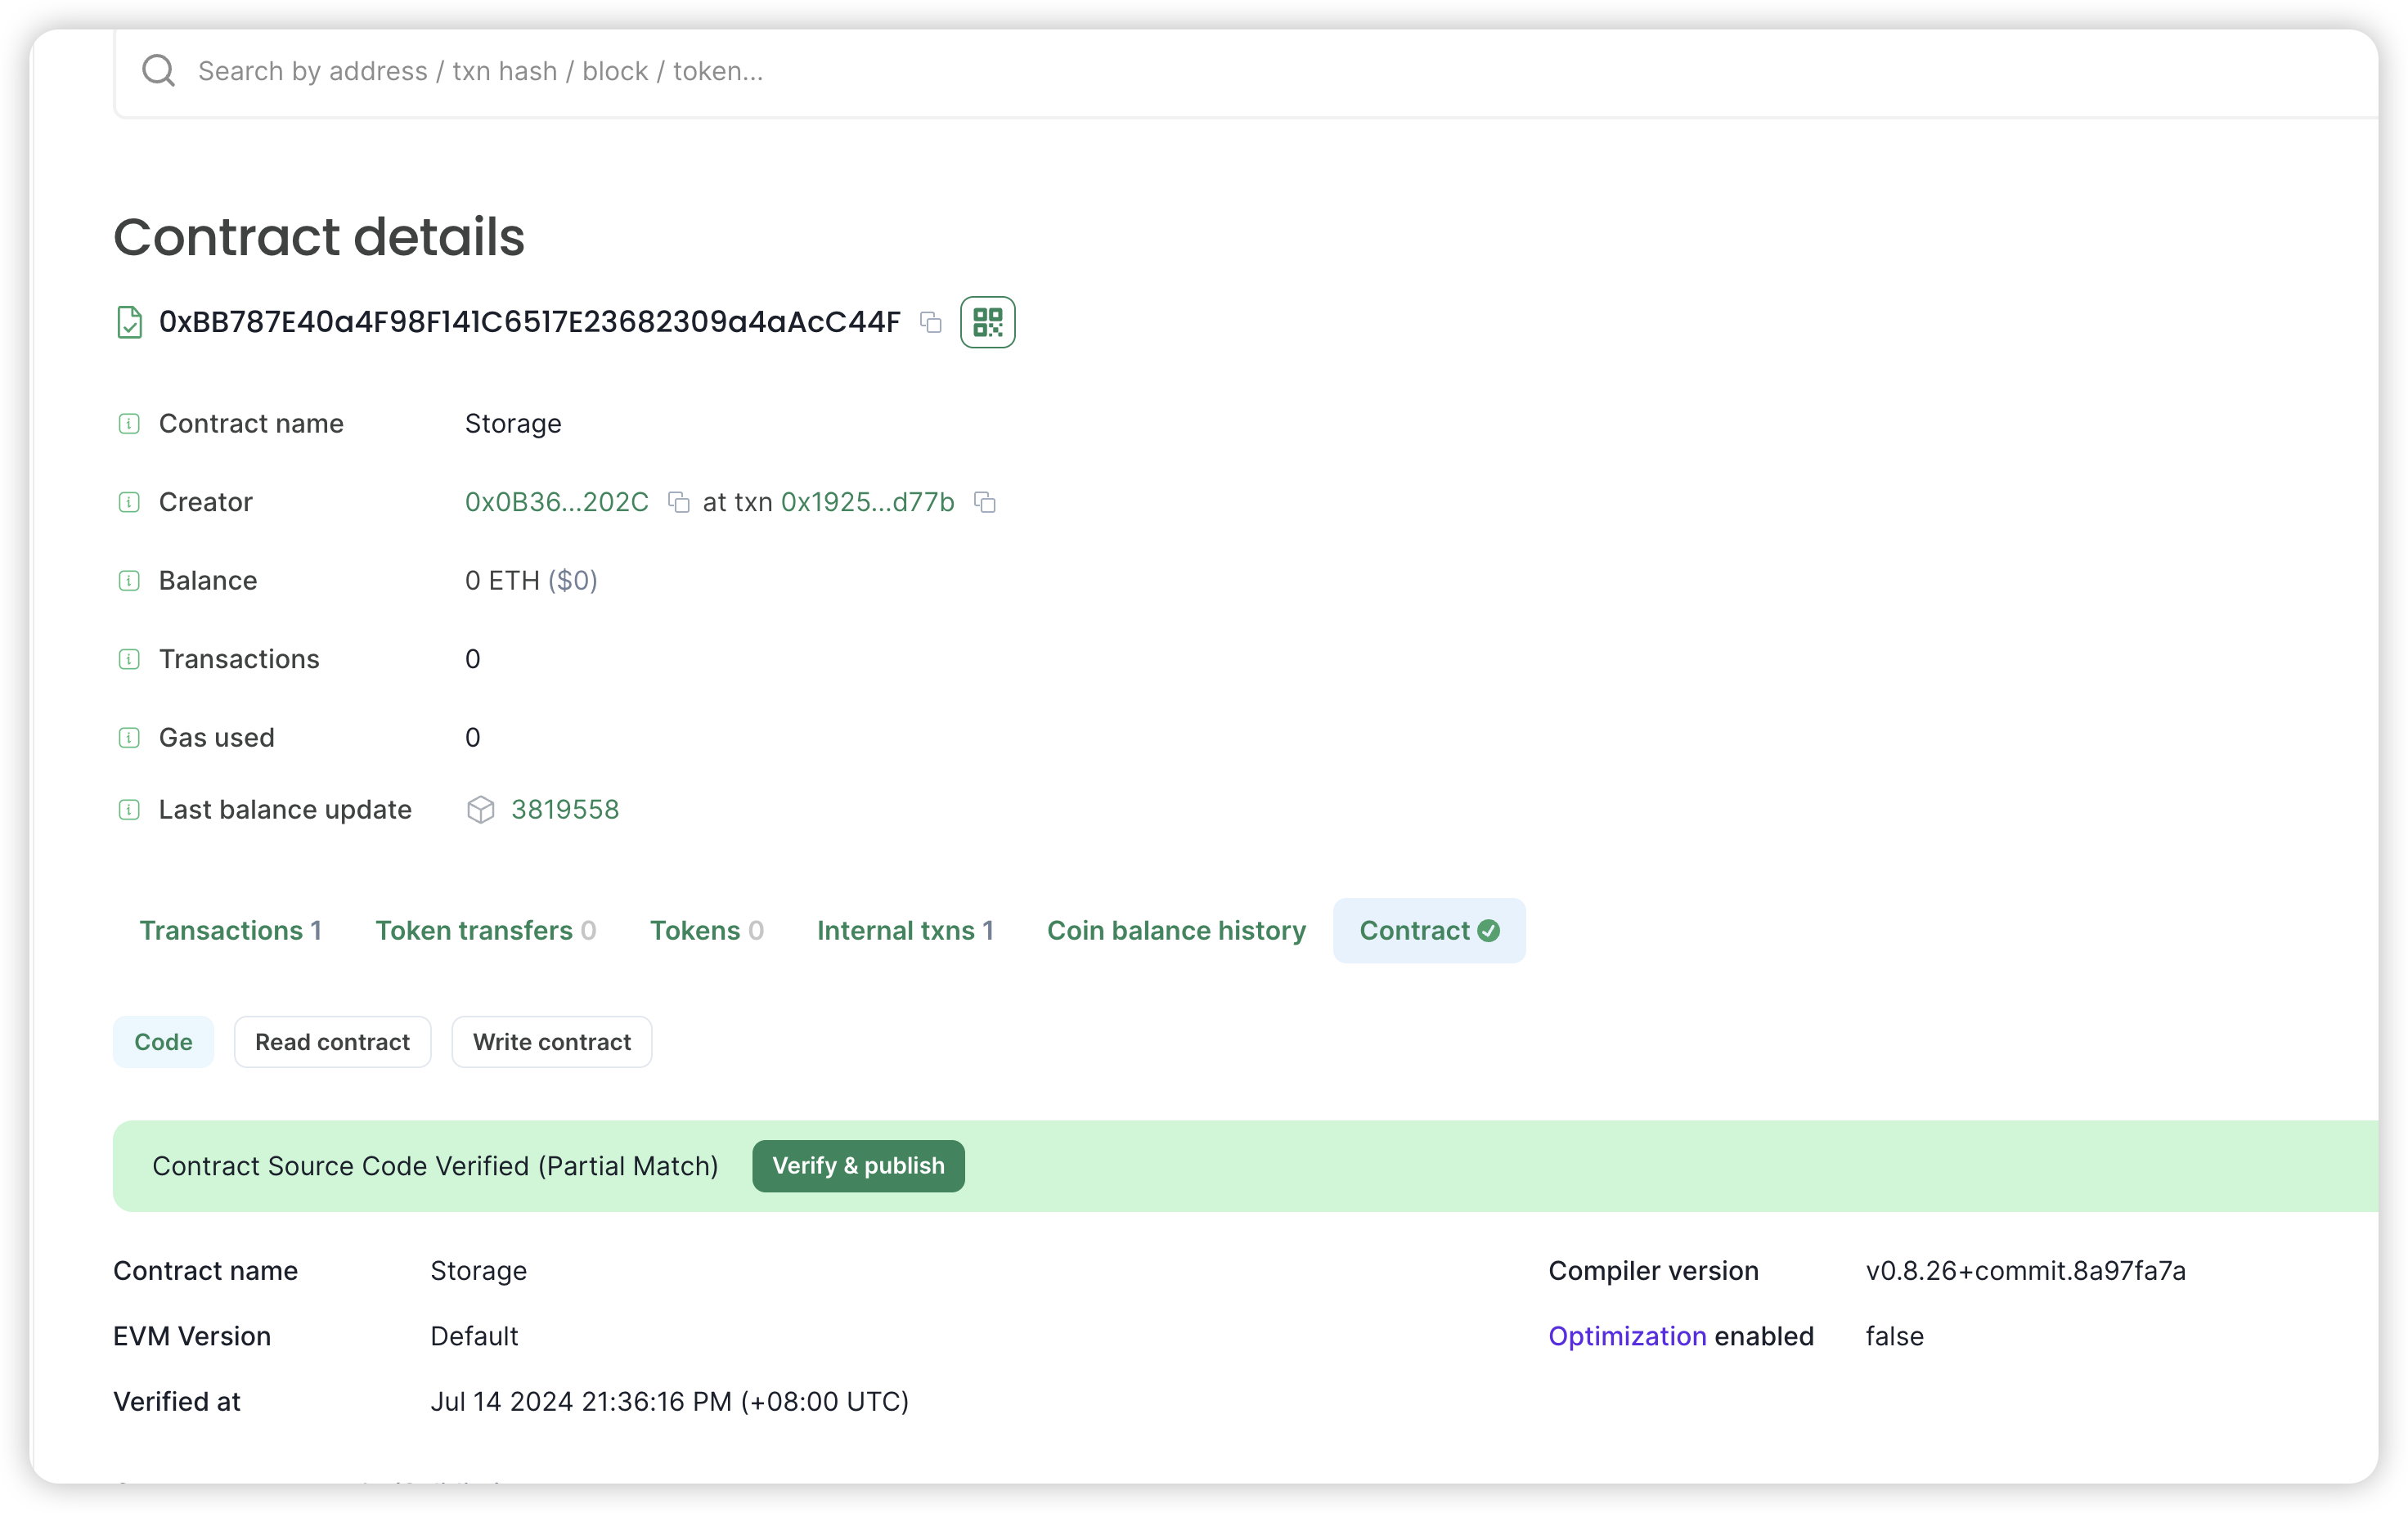 Search by address / txn hash / block / token...
Contract details
0xBB787E40a4F98F141C6517E23682309a4aAcC44F
Contract name Storage
Creator 0x0B36...202C at txn 0x1925...d77b
Balance 0 ETH ($0)
Transactions 0
Gas used 0
Last balance update 3819558
Transactions 1 Token transfers 0 Tokens 0 Internal txns 1 Coin balance history Contract
Code Read contract Write contract
Contract Source Code Verified (Partial Match) Verify & publish
Contract name Storage Compiler version v0.8.26+commit.8a97fa7a
EVM Version Default Optimization enabled false
Verified at Jul 14 2024 21:36:16 PM (+08:00 UTC)